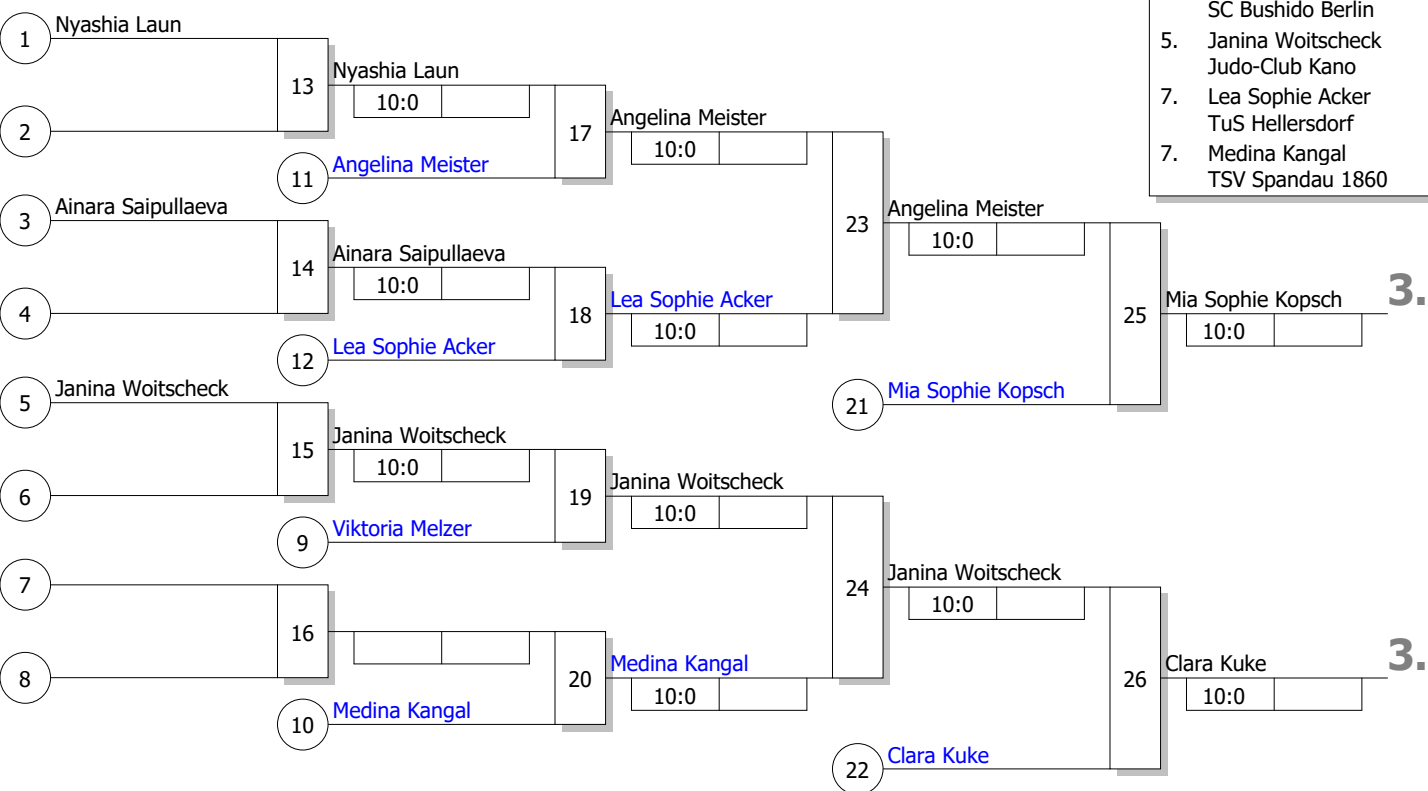 SC Bushido Berlin
5. Janina Woitscheck
Judo-Club Kano
7. Lea Sophie Acker
TuS Hellersdorf
7. Medina Kangal
TSV Spandau 1860
1 Nyashia Laun
2
13 Nyashia Laun
10:0
11 Angelina Meister
17 Angelina Meister
10:0
3 Ainara Saipullaeva
4
14 Ainara Saipullaeva
10:0
12 Lea Sophie Acker
18 Lea Sophie Acker
10:0
23 Angelina Meister
10:0
21 Mia Sophie Kopsch
25 Mia Sophie Kopsch 3.
10:0
5 Janina Woitscheck
6
15 Janina Woitscheck
10:0
9 Viktoria Melzer
19 Janina Woitscheck
10:0
7
8
16
10 Medina Kangal
20 Medina Kangal
10:0
24 Janina Woitscheck
10:0
22 Clara Kuke
26 Clara Kuke 3.
10:0